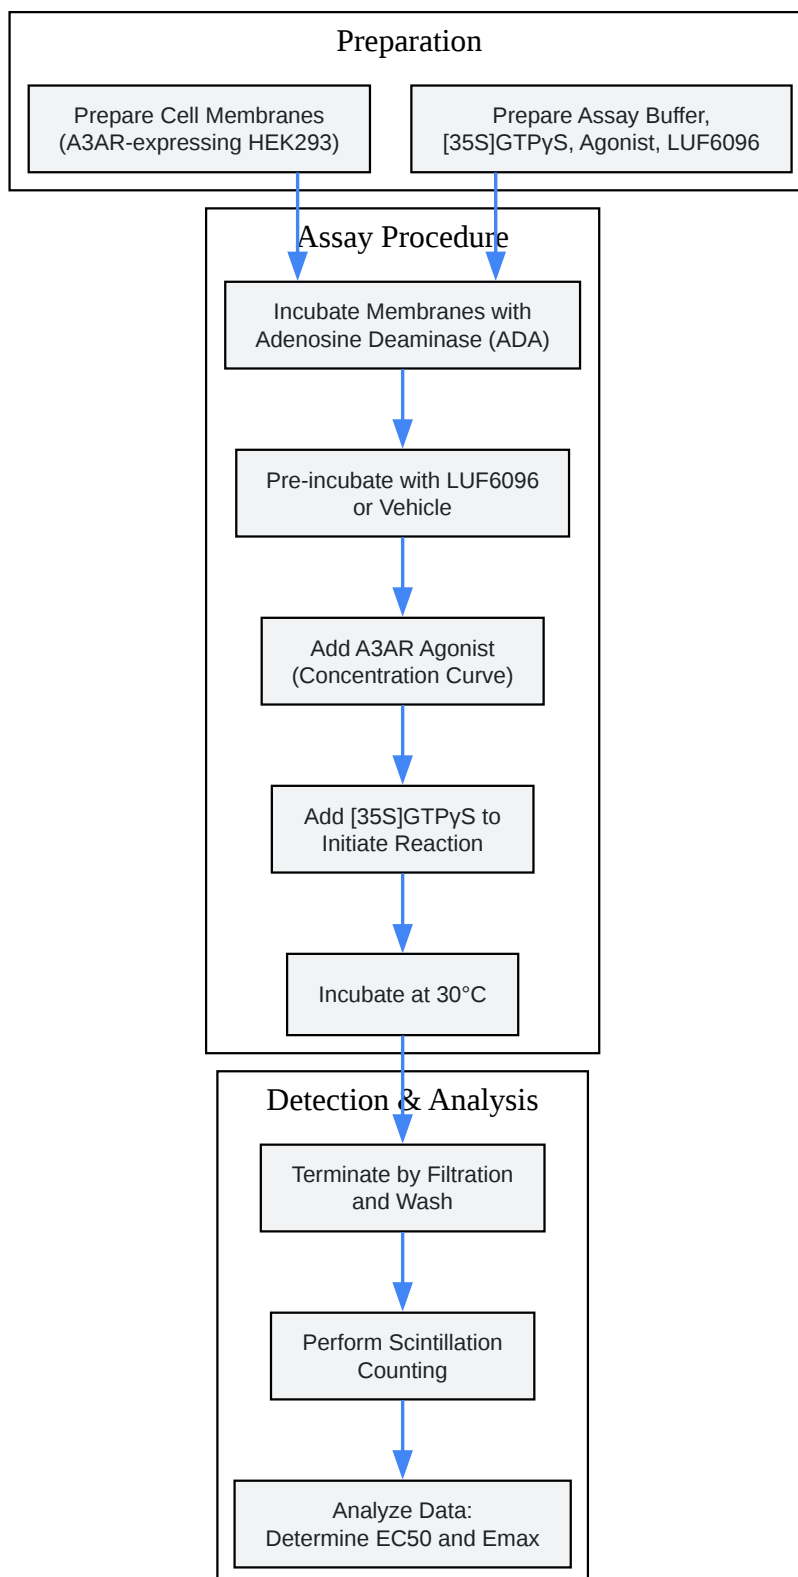 Preparation
Prepare Cell Membranes
(A3AR-expressing HEK293)
Prepare Assay Buffer,
[35S]GTPγS, Agonist, LUF6096
Assay Procedure
Incubate Membranes with
Adenosine Deaminase (ADA)
Pre-incubate with LUF6096
or Vehicle
Add A3AR Agonist
(Concentration Curve)
Add [35S]GTPγS to
Initiate Reaction
Incubate at 30°C
Detection & Analysis
Terminate by Filtration
and Wash
Perform Scintillation
Counting
Analyze Data:
Determine EC50 and Emax